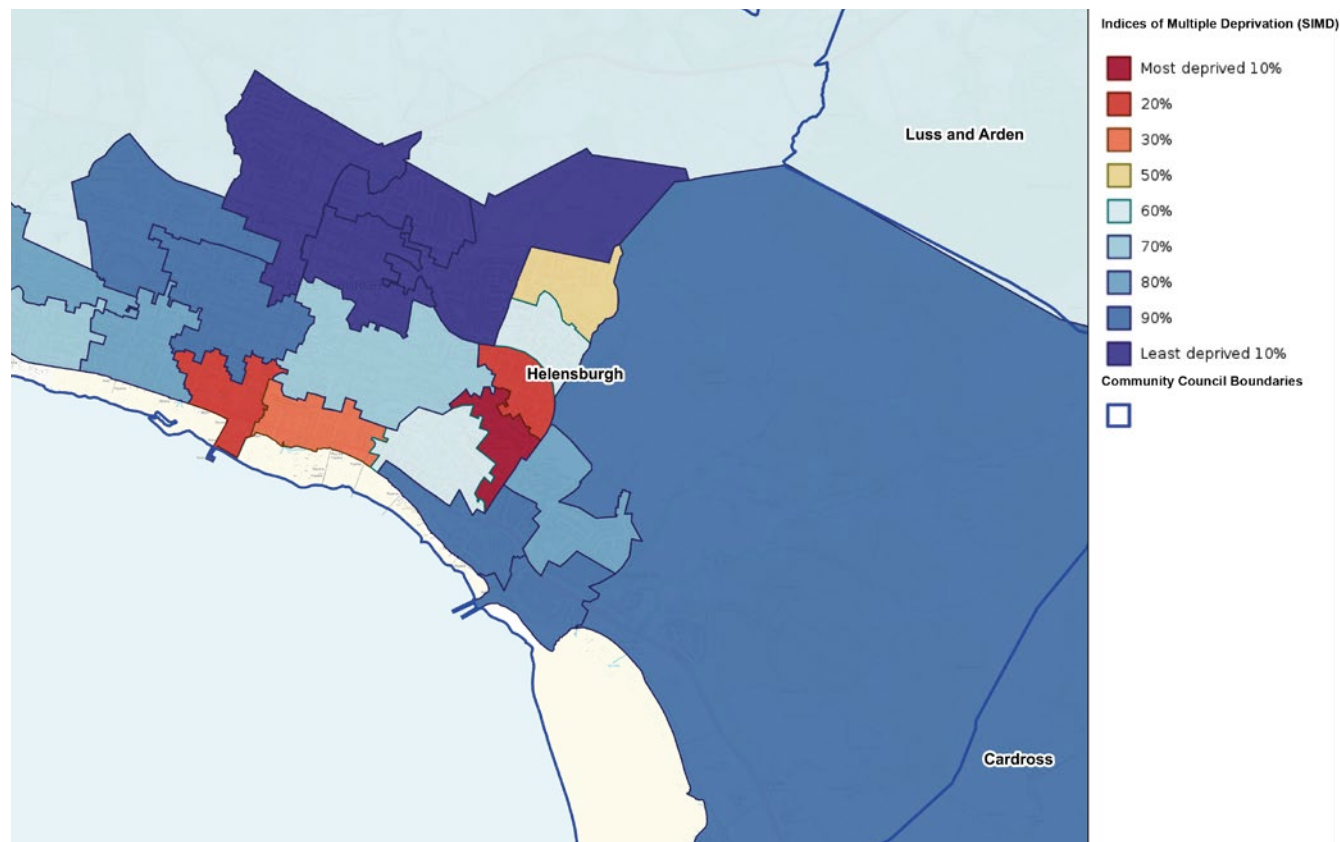 Indices of Multiple Deprivation (SIMD)
Most deprived 10%
20%
30%
50%
60%
70%
80%
90%
Least deprived 10%
Community Council Boundaries
Luss and Arden
Helensburgh
Cardross